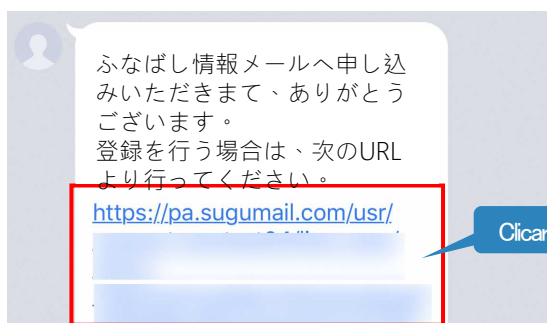 ふなばし情報メールへ申し込
みいただきまて、ありがとう
ございます。
登録を行う場合は、次のURL
より行ってください。
https://pa.sugumail.com/usr/
Clicar